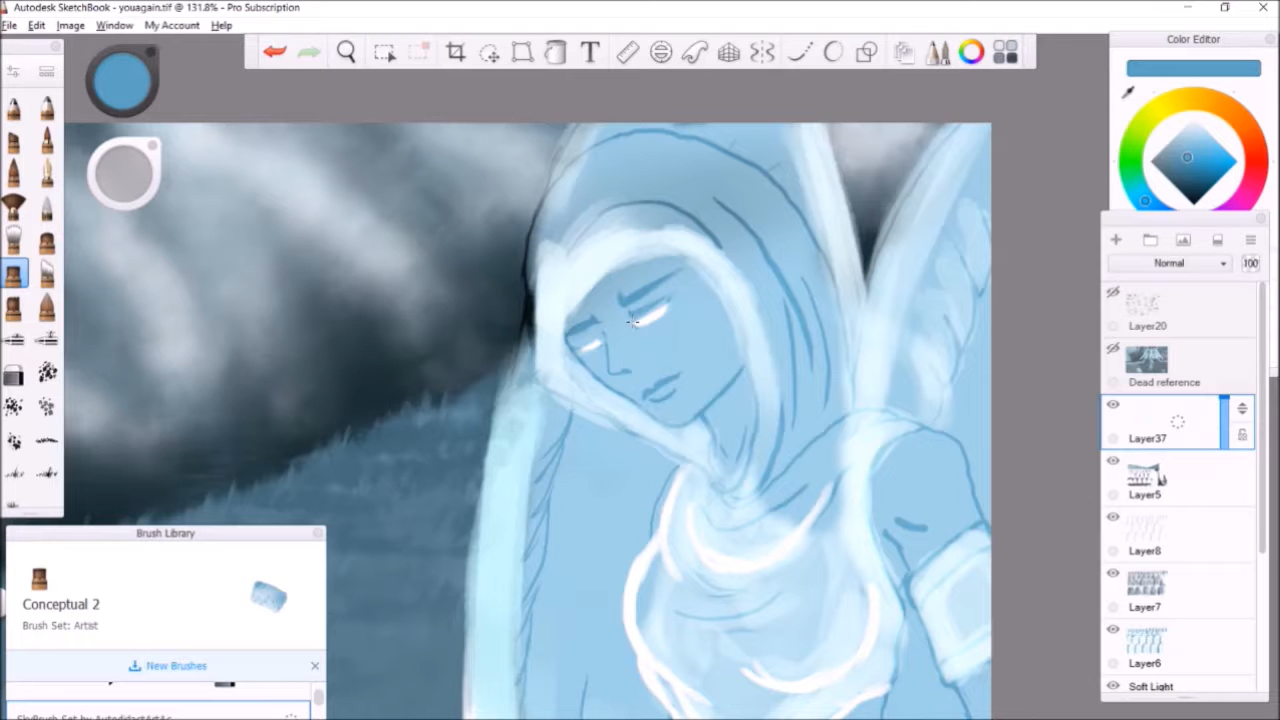 Autodesk SketchBook - youagain.tif @ 131.8% - Pro Subscription
File Edit Image Window My Account Help
Color Editor
Normal
100
Layer20
Dead reference
Layer37
Layer5
Layer8
Layer7
Layer6
Soft Light
Brush Library
Conceptual 2
Brush Set: Artist
New Brushes